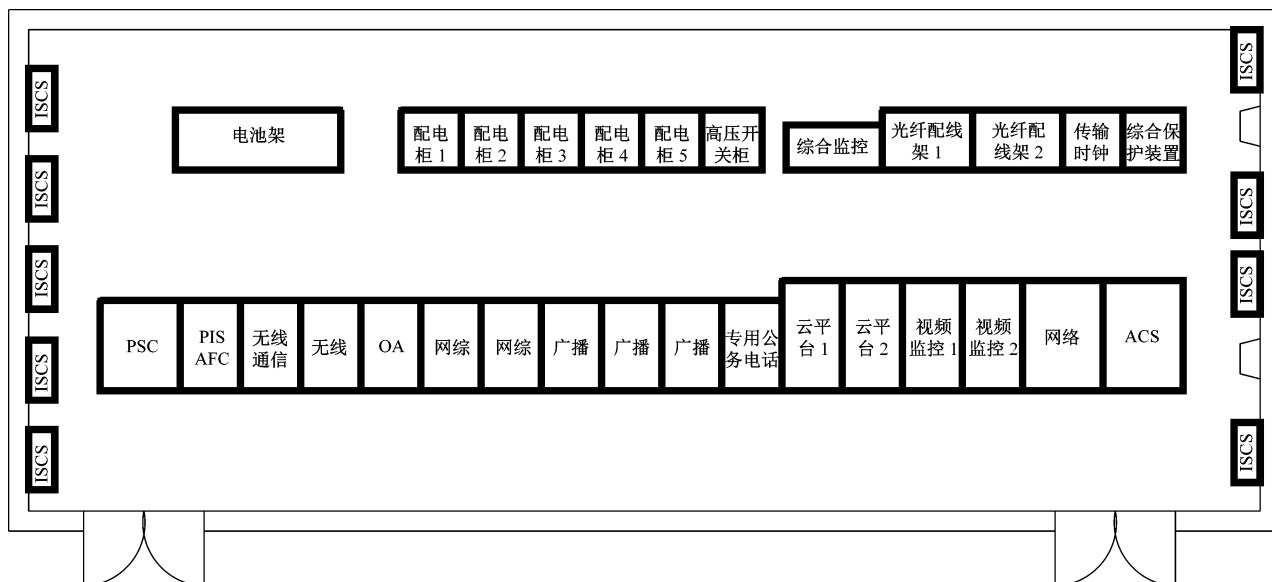 ISCS
ISCS
电池架
配电
柜 1
配电
柜 2
配电
柜 3
配电
柜 4
配电
柜 5
高压开
关柜
综合监控
光纤配线
架 1
光纤配
线架 2
传输
时钟
综合保
护装置
ISCS
ISCS
ISCS
ISCS
PSC
PIS
AFC
无线
通信
无线
OA
网综
网综
广播
广播
广播
专用公
务电话
云平
台 1
云平
台 2
视频
监控 1
视频
监控 2
网络
ACS
ISCS
ISCS
ISCS